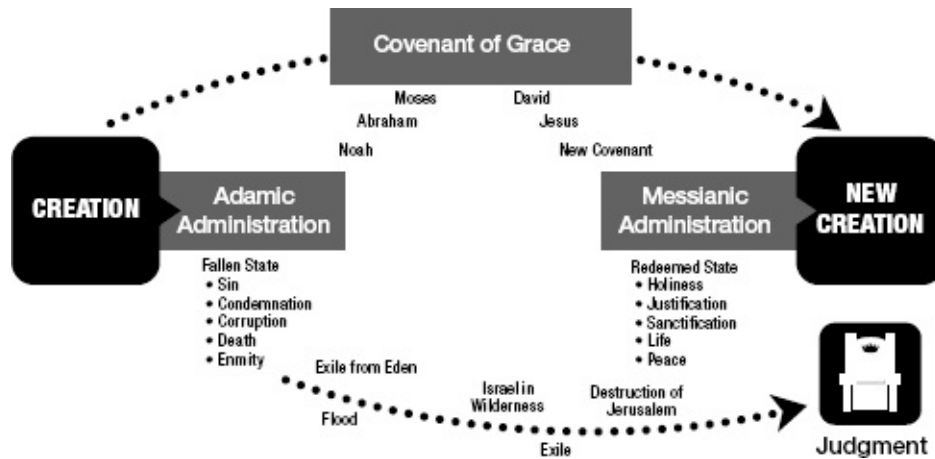 Covenant of Grace
Moses
David
Abraham
Jesus
Noah
New Covenant
CREATION
Adamic
Administration
Messianic
Administration
NEW
CREATION
Fallen State
• Sin
• Condemnation
• Corruption
• Death
• Enmity
Redeemed State
• Holiness
• Justification
• Sanctification
• Life
• Peace
Exile from Eden
Flood
Israel in
Wilderness
Exile
Destruction of
Jerusalem
Judgment